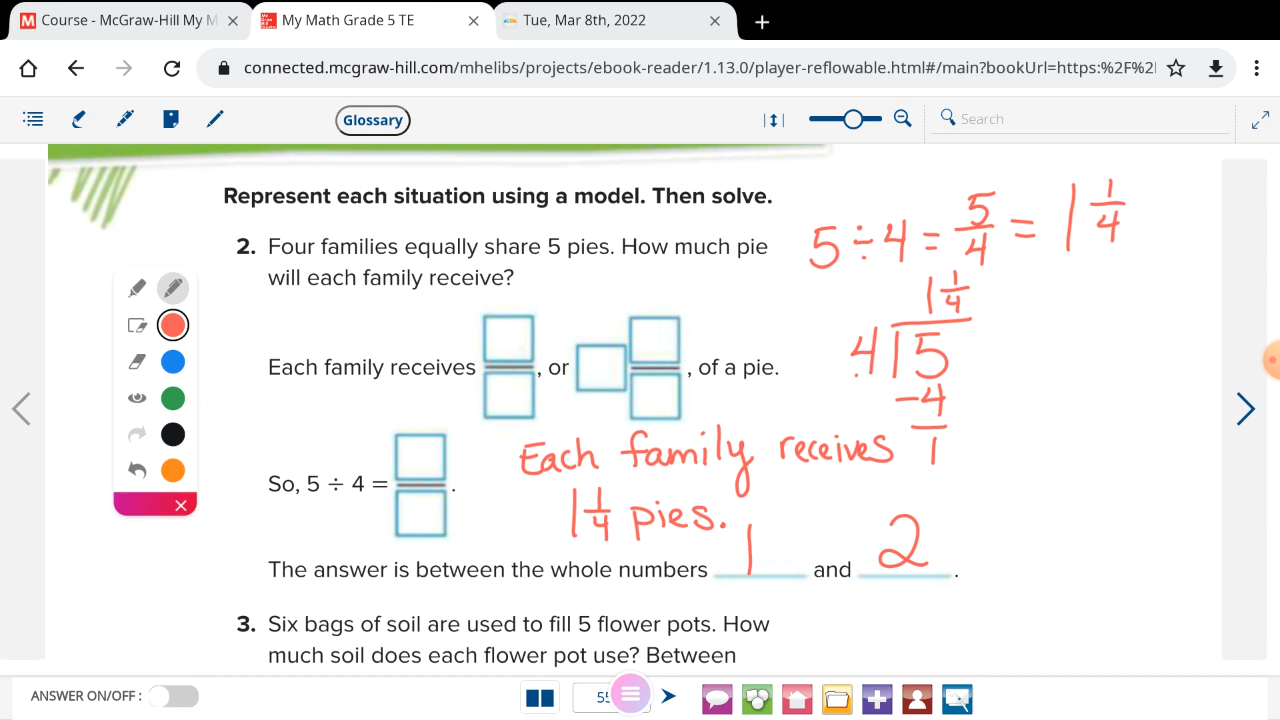 Course - McGraw-Hill My M
My Math Grade 5 TE
Tue, Mar 8th, 2022
connected.mcgraw-hill.com/mhelibs/projects/ebook-reader/1.13.0/player-reflowable.html#/main?bookUrl=https:%2F%2
Glossary
Search
Represent each situation using a model. Then solve.
2. Four families equally share 5 pies. How much pie
will each family receive?
5 ÷ 4 = 5/4 = 1 1/4
1 1/4
4 5
-4
1
Each family receives , or , of a pie.
Each family receives
1 1/4 pies.
So, 5 ÷ 4 = .
The answer is between the whole numbers 1 and 2 .
3. Six bags of soil are used to fill 5 flower pots. How
much soil does each flower pot use? Between
ANSWER ON/OFF :